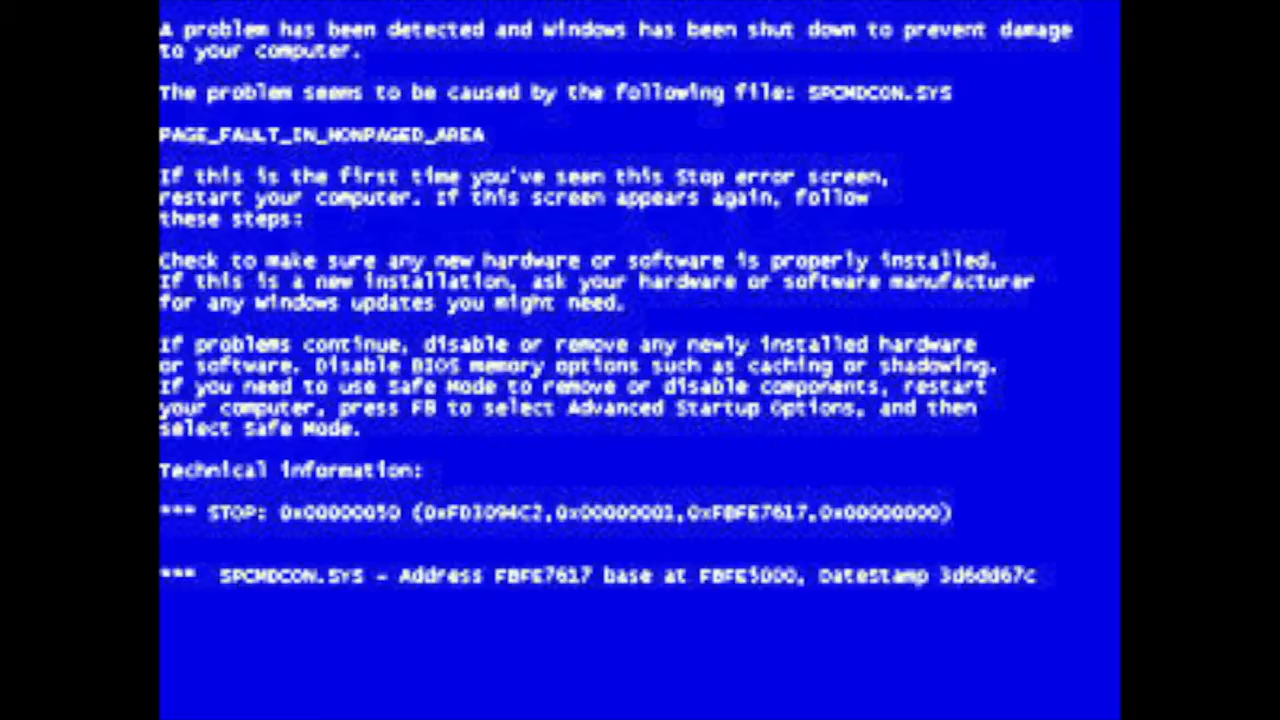 A problem has been detected and Windows has been shut down to prevent damage
to your computer.
The problem seems to be caused by the following file: SPCMDCON.SYS
PAGE_FAULT_IN_NONPAGED_AREA
If this is the first time you've seen this Stop error screen,
restart your computer. If this screen appears again, follow
these steps:
Check to make sure any new hardware or software is properly installed.
If this is a new installation, ask your hardware or software manufacturer
for any Windows updates you might need.
If problems continue, disable or remove any newly installed hardware
or software. Disable BIOS memory options such as caching or shadowing.
If you need to use Safe Mode to remove or disable components, restart
your computer, press F8 to select Advanced Startup Options, and then
select Safe Mode.
Technical information:
*** STOP: 0x00000050 (0xFD3094C2,0x00000001,0xFBFE7617,0x00000000)
*** SPCMDCON.SYS - Address FBFE7617 base at FBFE5000, DateStamp 3d6dd67c